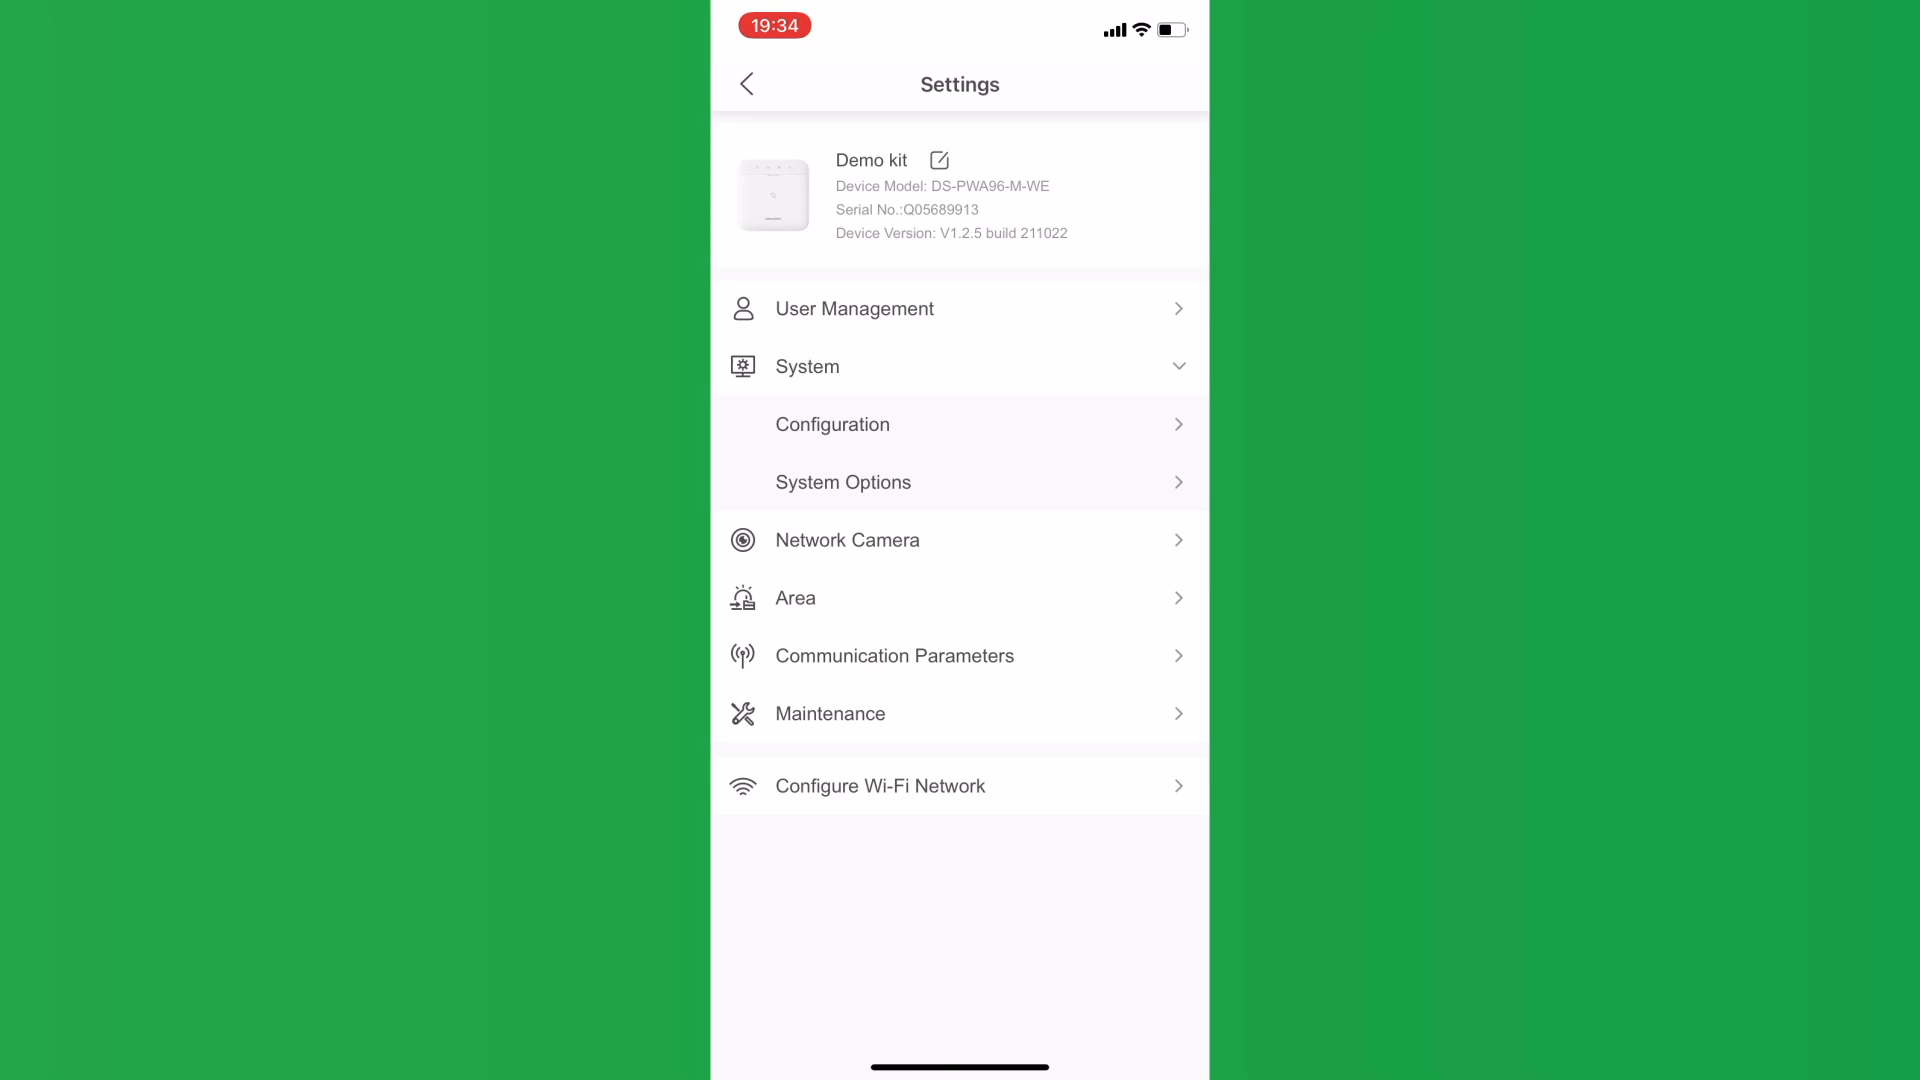 19:34
Settings
Demo kit
Device Model: DS-PWA96-M-WE
Serial No.:Q05689913
Device Version: V1.2.5 build 211022
User Management
System
Configuration
System Options
Network Camera
Area
Communication Parameters
Maintenance
Configure Wi-Fi Network